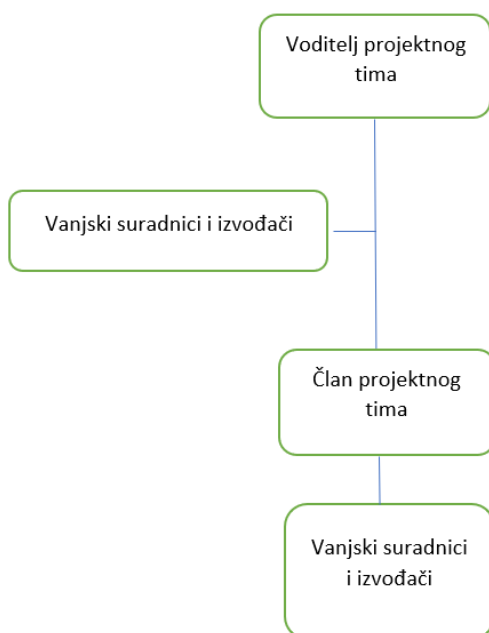 Voditelj projektnog
tima
Vanjski suradnici i izvođači
Član projektnog
tima
Vanjski suradnici
i izvođači